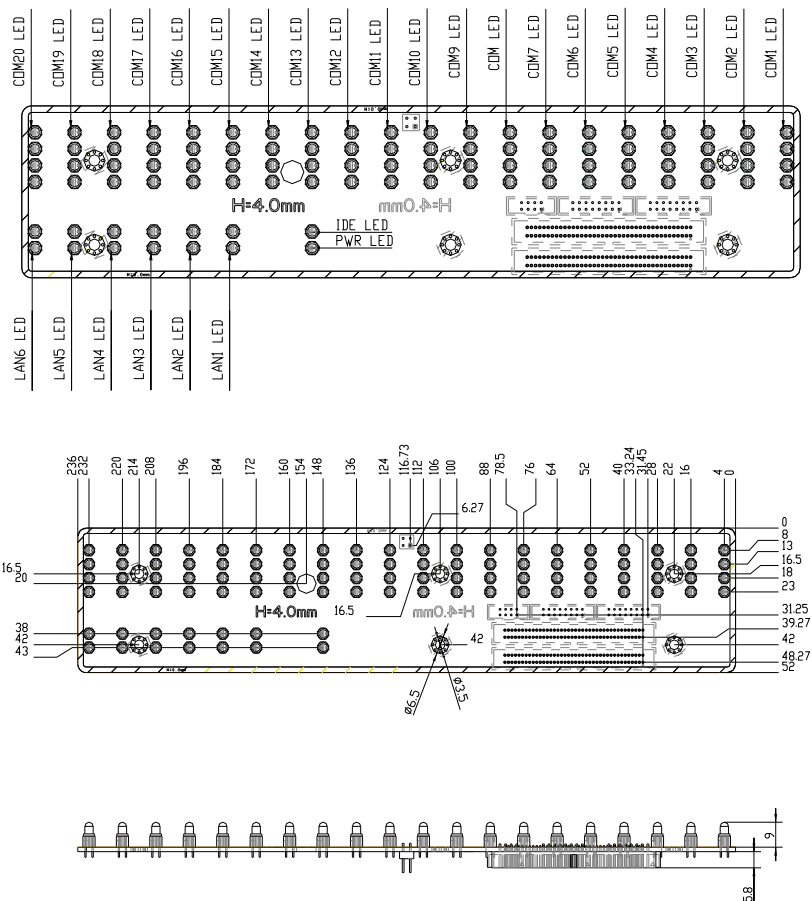 COM20 LED
COM19 LED
COM18 LED
COM17 LED
COM16 LED
COM15 LED
COM14 LED
COM13 LED
COM12 LED
COM11 LED
COM10 LED
COM9 LED
COM LED
COM7 LED
COM6 LED
COM5 LED
COM4 LED
COM3 LED
COM2 LED
COM1 LED
H=4.0mm
H=4.0mm
IDE LED
PWR LED
LAN6 LED
LAN5 LED
LAN4 LED
LAN3 LED
LAN2 LED
LAN1 LED
236
232
220
214
208
196
184
172
160
154
148
136
124
116.73
112
106
100
88
78.5
76
64
52
40
33.24
31.45
28
22
16
4
0
6.27
0
8
13
16.5
18
23
31.25
39.27
42
48.27
52
16.5
20
38
42
43
H=4.0mm
16.5
H=4.0mm
42
ø6.5
ø3.5
9
5.8